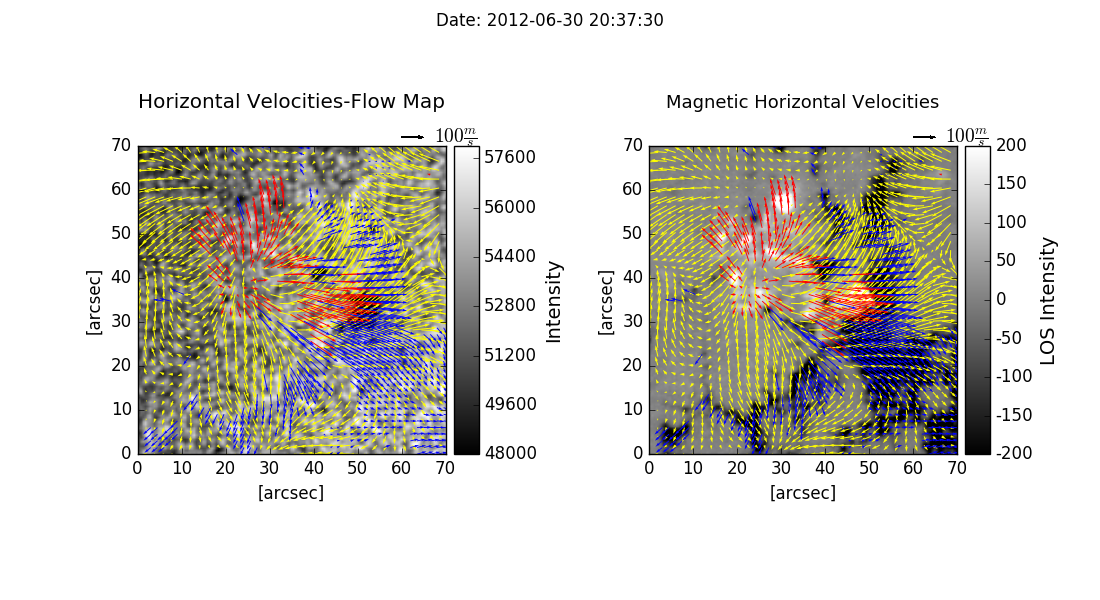 Date: 2012-06-30 20:37:30
Horizontal Velocities-Flow Map
Magnetic Horizontal Velocities
100 m/s
100 m/s
70
60
50
40
30
20
10
0
[arcsec]
0 10 20 30 40 50 60 70
[arcsec]
57600
56000
54400
52800
51200
49600
48000
Intensity
70
60
50
40
30
20
10
0
[arcsec]
0 10 20 30 40 50 60 70
[arcsec]
200
150
100
50
0
-50
-100
-150
-200
LOS Intensity